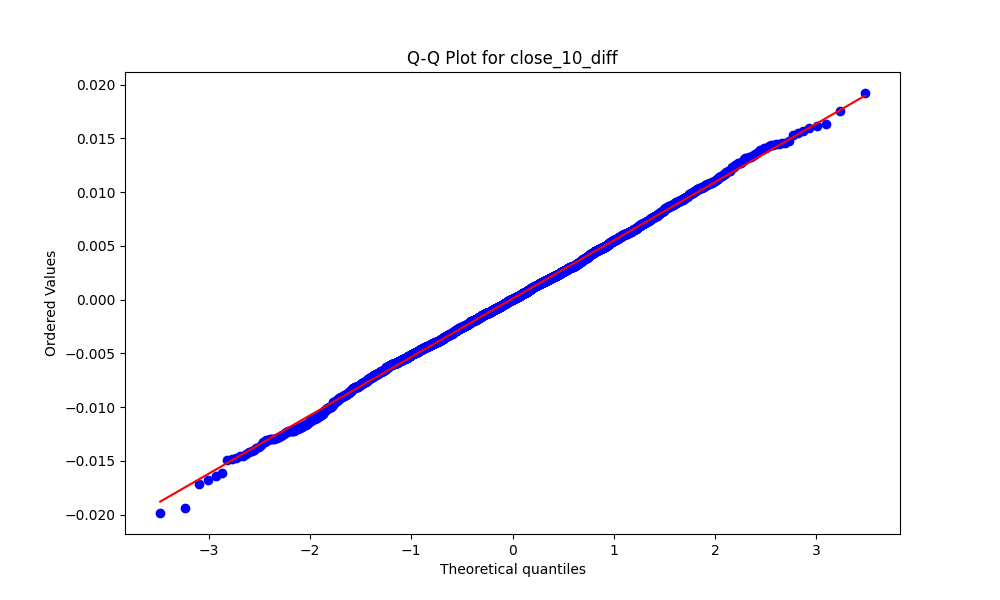 Q-Q Plot for close_10_diff
Ordered Values
0.020
0.015
0.010
0.005
0.000
−0.005
−0.010
−0.015
−0.020
−3 −2 −1 0 1 2 3
Theoretical quantiles